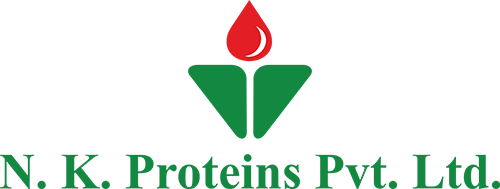 N. K. Proteins Pvt. Ltd.